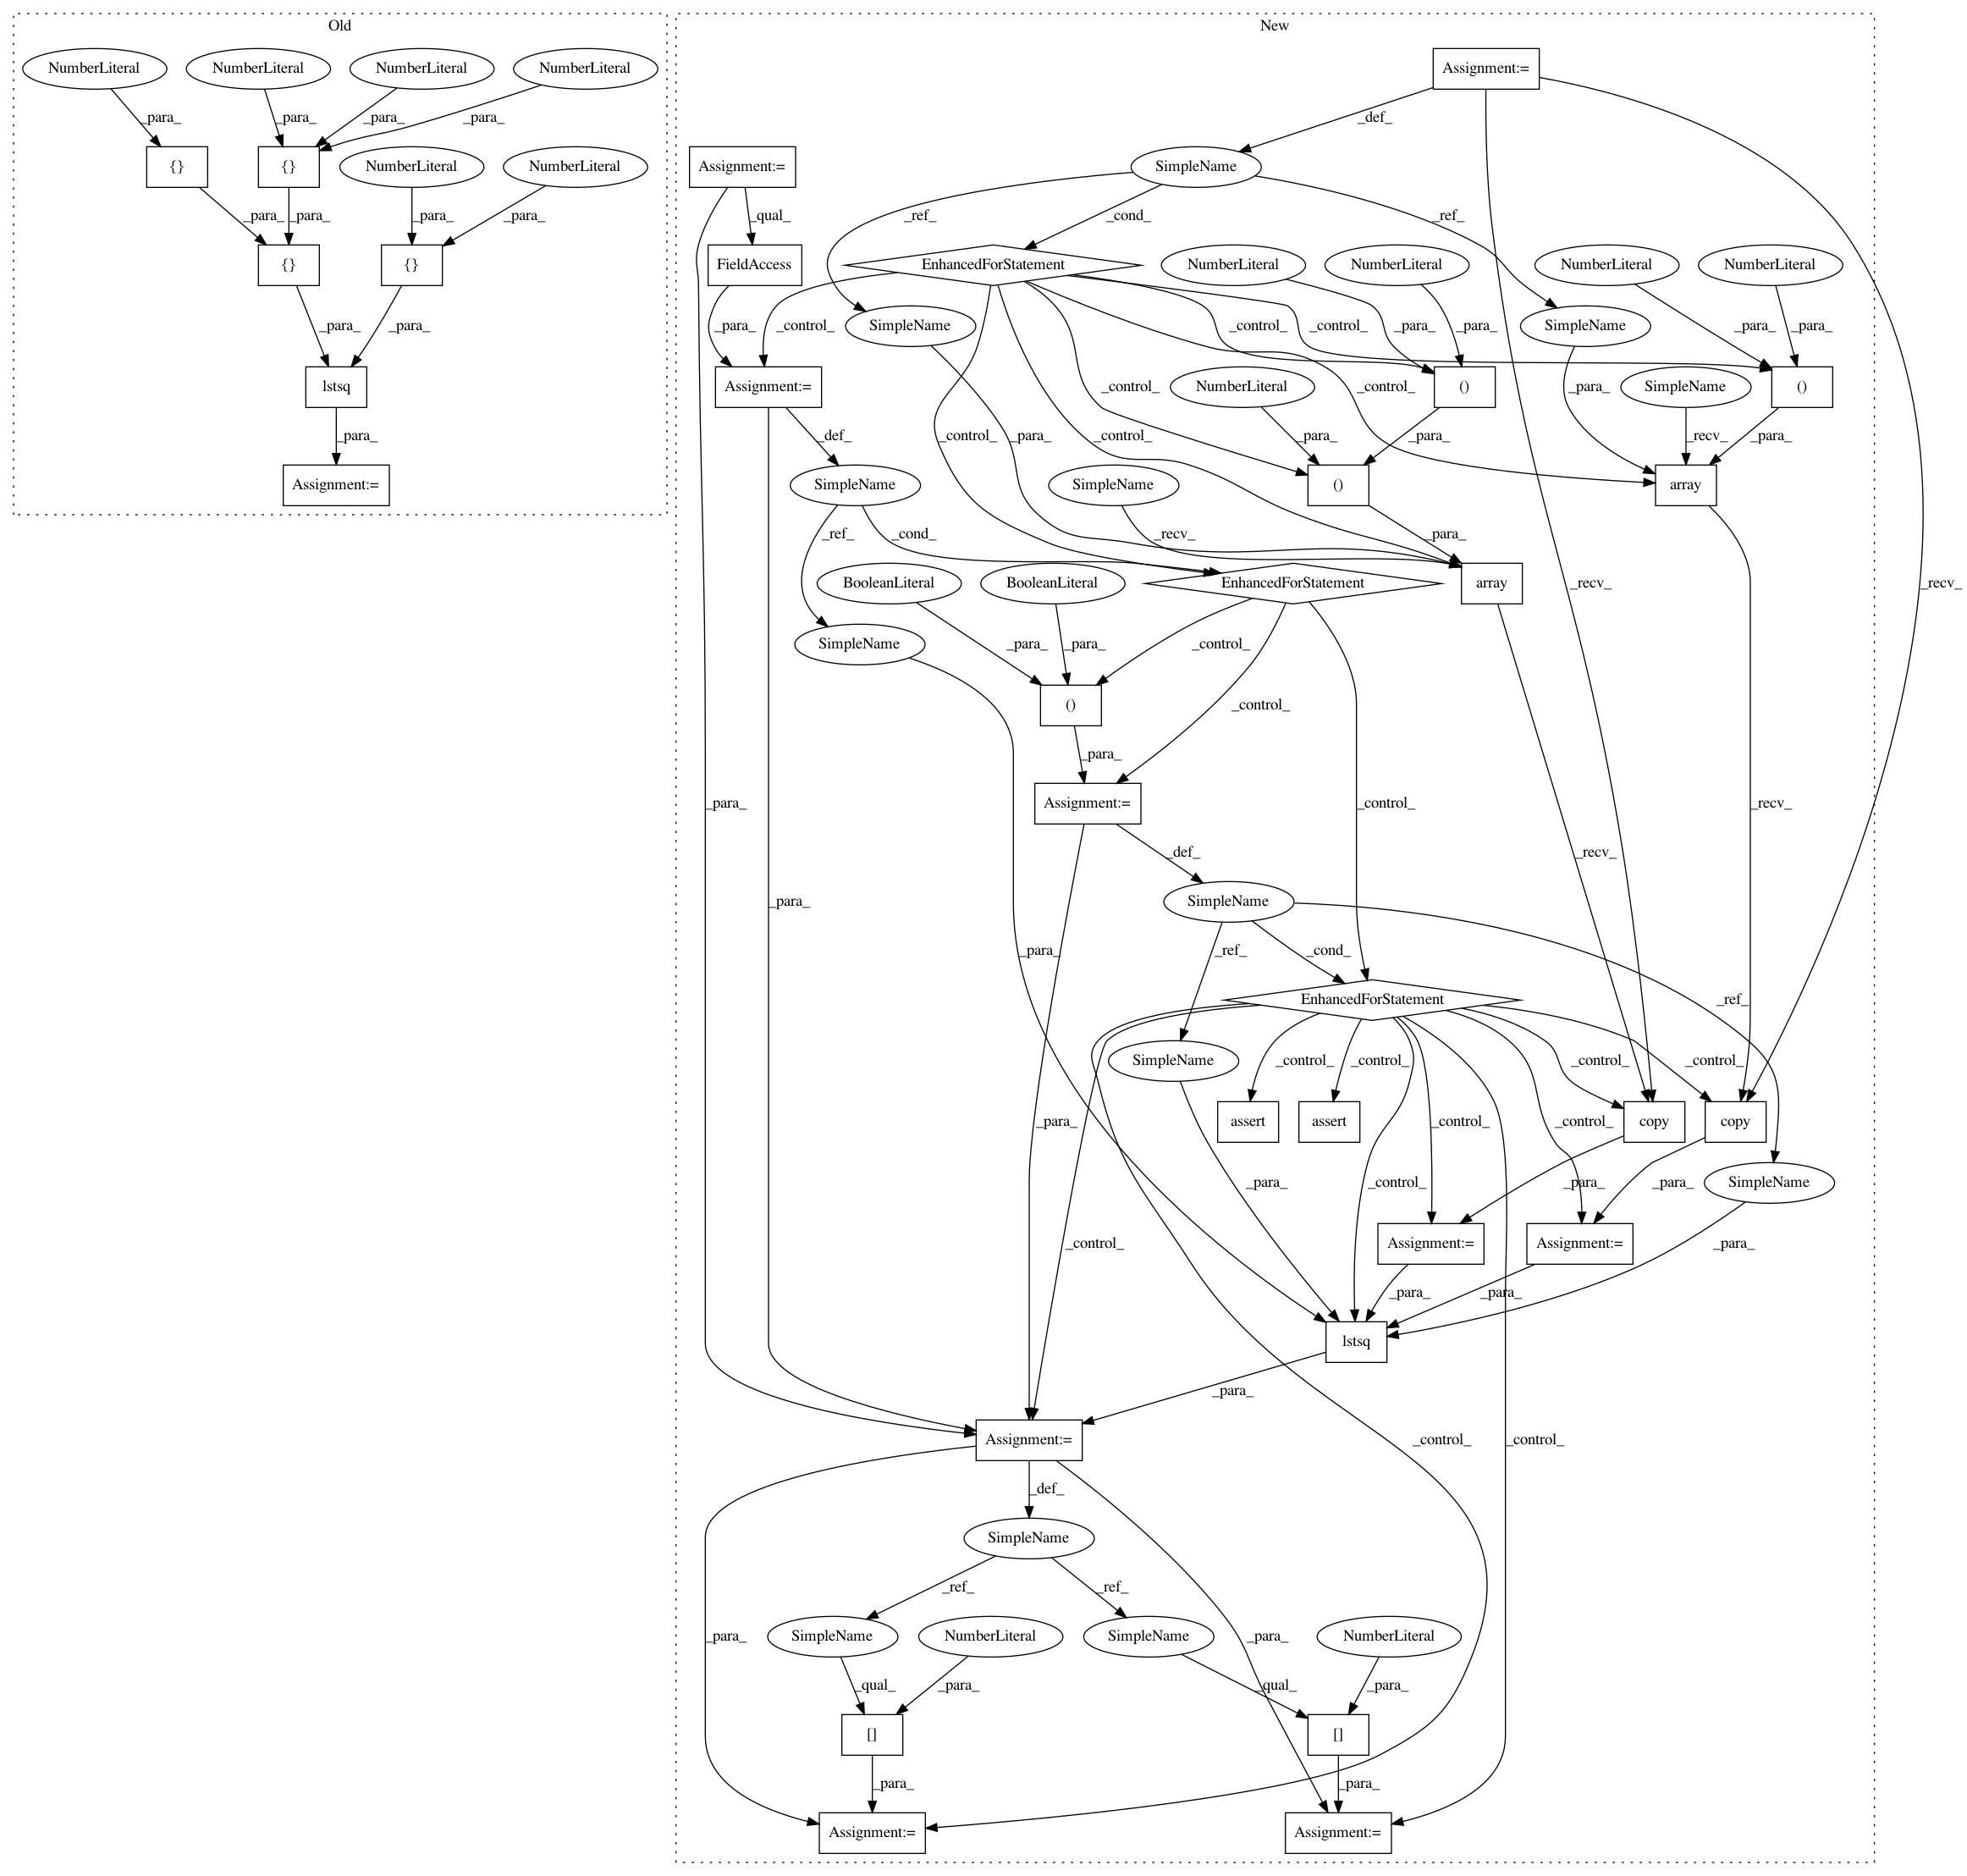 Old
New
NumberLiteral
NumberLiteral
NumberLiteral
NumberLiteral
Assignment:=
_para_
_para_
_para_
_para_
_def_
{}
{}
NumberLiteral
NumberLiteral
Assignment:=
SimpleName
_para_
_para_
_para_
_para_
_qual_
_ref_
_cond_
_ref_
{}
{}
FieldAccess
EnhancedForStatement
NumberLiteral
NumberLiteral
NumberLiteral
NumberLiteral
_para_
_para_
_para_
_control_
SimpleName
_control_
_control_
_para_
_para_
SimpleName
_para_
_para_
lstsq
Assignment:=
_control_
NumberLiteral
_control_
()
_para_
SimpleName
()
_para_
_def_
_control_
_para_
_control_
_para_
_para_
_recv_
_para_
Assignment:=
SimpleName
SimpleName
()
array
_ref_
_cond_
_recv_
_para_
BooleanLiteral
BooleanLiteral
EnhancedForStatement
array
_recv_
_recv_
SimpleName
_para_
_para_
_control_
()
_control_
_para_
Assignment:=
_para_
_control_
_recv_
_def_
_recv_
_para_
SimpleName
_para_
_ref_
_cond_
EnhancedForStatement
_ref_
SimpleName
_control_
_control_
_control_
_control_
assert
assert
copy
copy
_para_
_control_
_control_
_para_
_control_
_para_
_para_
SimpleName
_control_
Assignment:=
Assignment:=
_para_
_para_
_para_
lstsq
_para_
Assignment:=
_control_
_control_
_def_
SimpleName
_ref_
_ref_
_para_
SimpleName
NumberLiteral
SimpleName
_para_
NumberLiteral
_qual_
_para_
_qual_
_para_
[]
[]
_para_
_para_
Assignment:=
Assignment:=